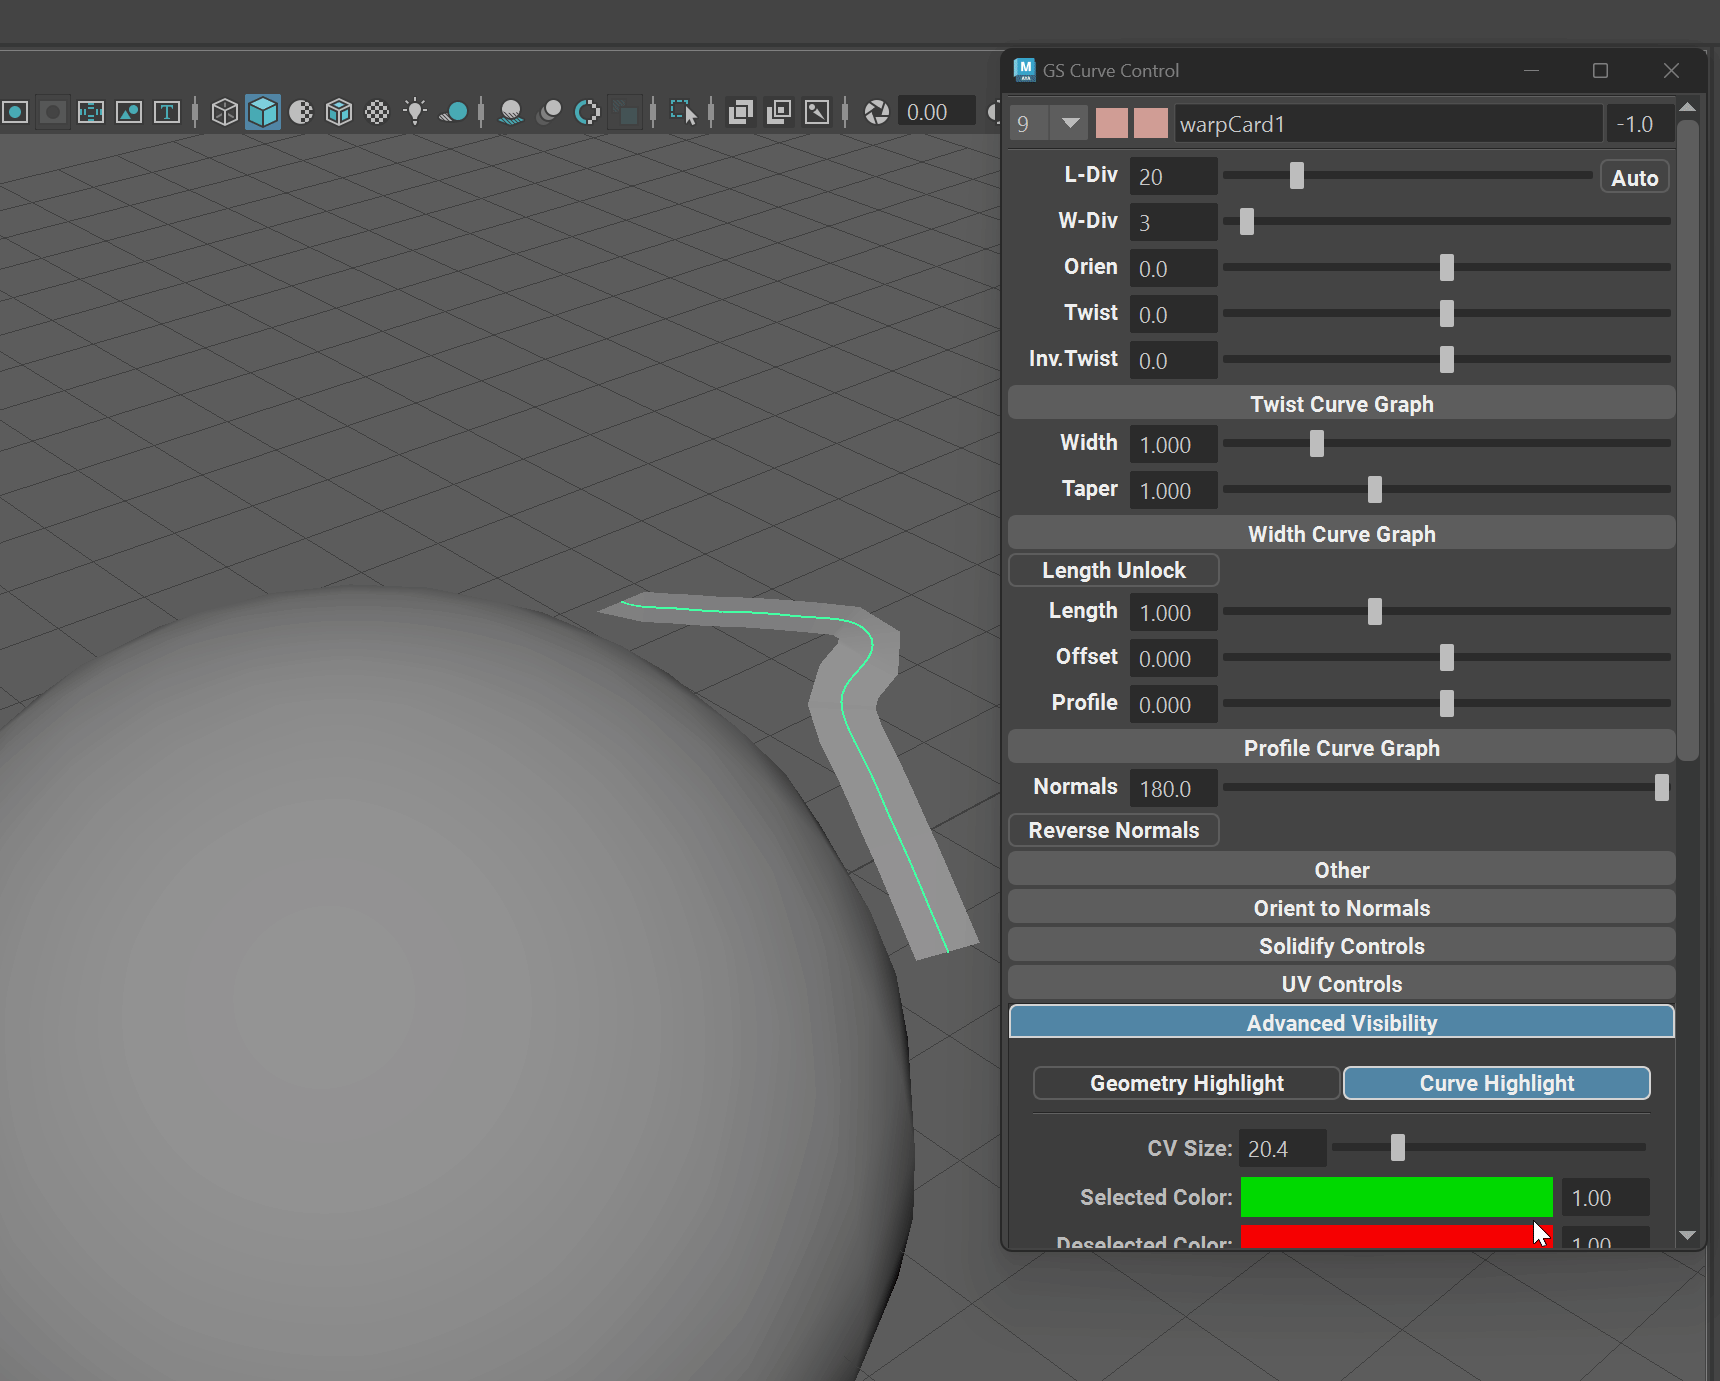 GS Curve Control
T
0.00
9
warpCard1
-1.0
L-Div
20
Auto
W-Div
3
Orien
0.0
Twist
0.0
Inv.Twist
0.0
Twist Curve Graph
Width
1.000
Taper
1.000
Width Curve Graph
Length Unlock
Length
1.000
Offset
0.000
Profile
0.000
Profile Curve Graph
Normals
180.0
Reverse Normals
Other
Orient to Normals
Solidify Controls
UV Controls
Advanced Visibility
Geometry Highlight
Curve Highlight
CV Size:
20.4
Selected Color:
1.00
Deselected Color:
1.00